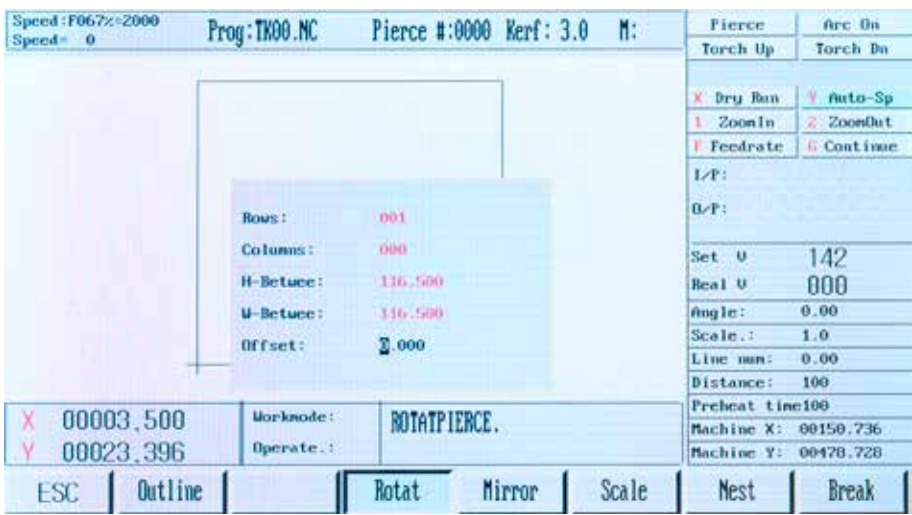 Speed:F067%=2000
Speed= 0
Prog:TK00.NC
Pierce #:0000
Kerf: 3.0
M:
Pierce
Arc On
Torch Up
Torch Dn
X Dry Run
Y Auto-Sp
1 ZoomIn
2 ZoomOut
F Feedrate
G Continue
I/P:
O/P:
Set U 142
Real U 000
Angle: 0.00
Scale.: 1.0
Line num: 0.00
Distance: 100
Preheat time100
Machine X: 00150.736
Machine Y: 00478.728
Rows: 001
Columns: 000
H-Betwee: 116.500
W-Betwee: 116.500
Offset: 0.000
X 00003.500
Y 00023.396
Workmode:
Operate.:
ROTATPIERCE.
ESC
Outline
Rotat
Mirror
Scale
Nest
Break